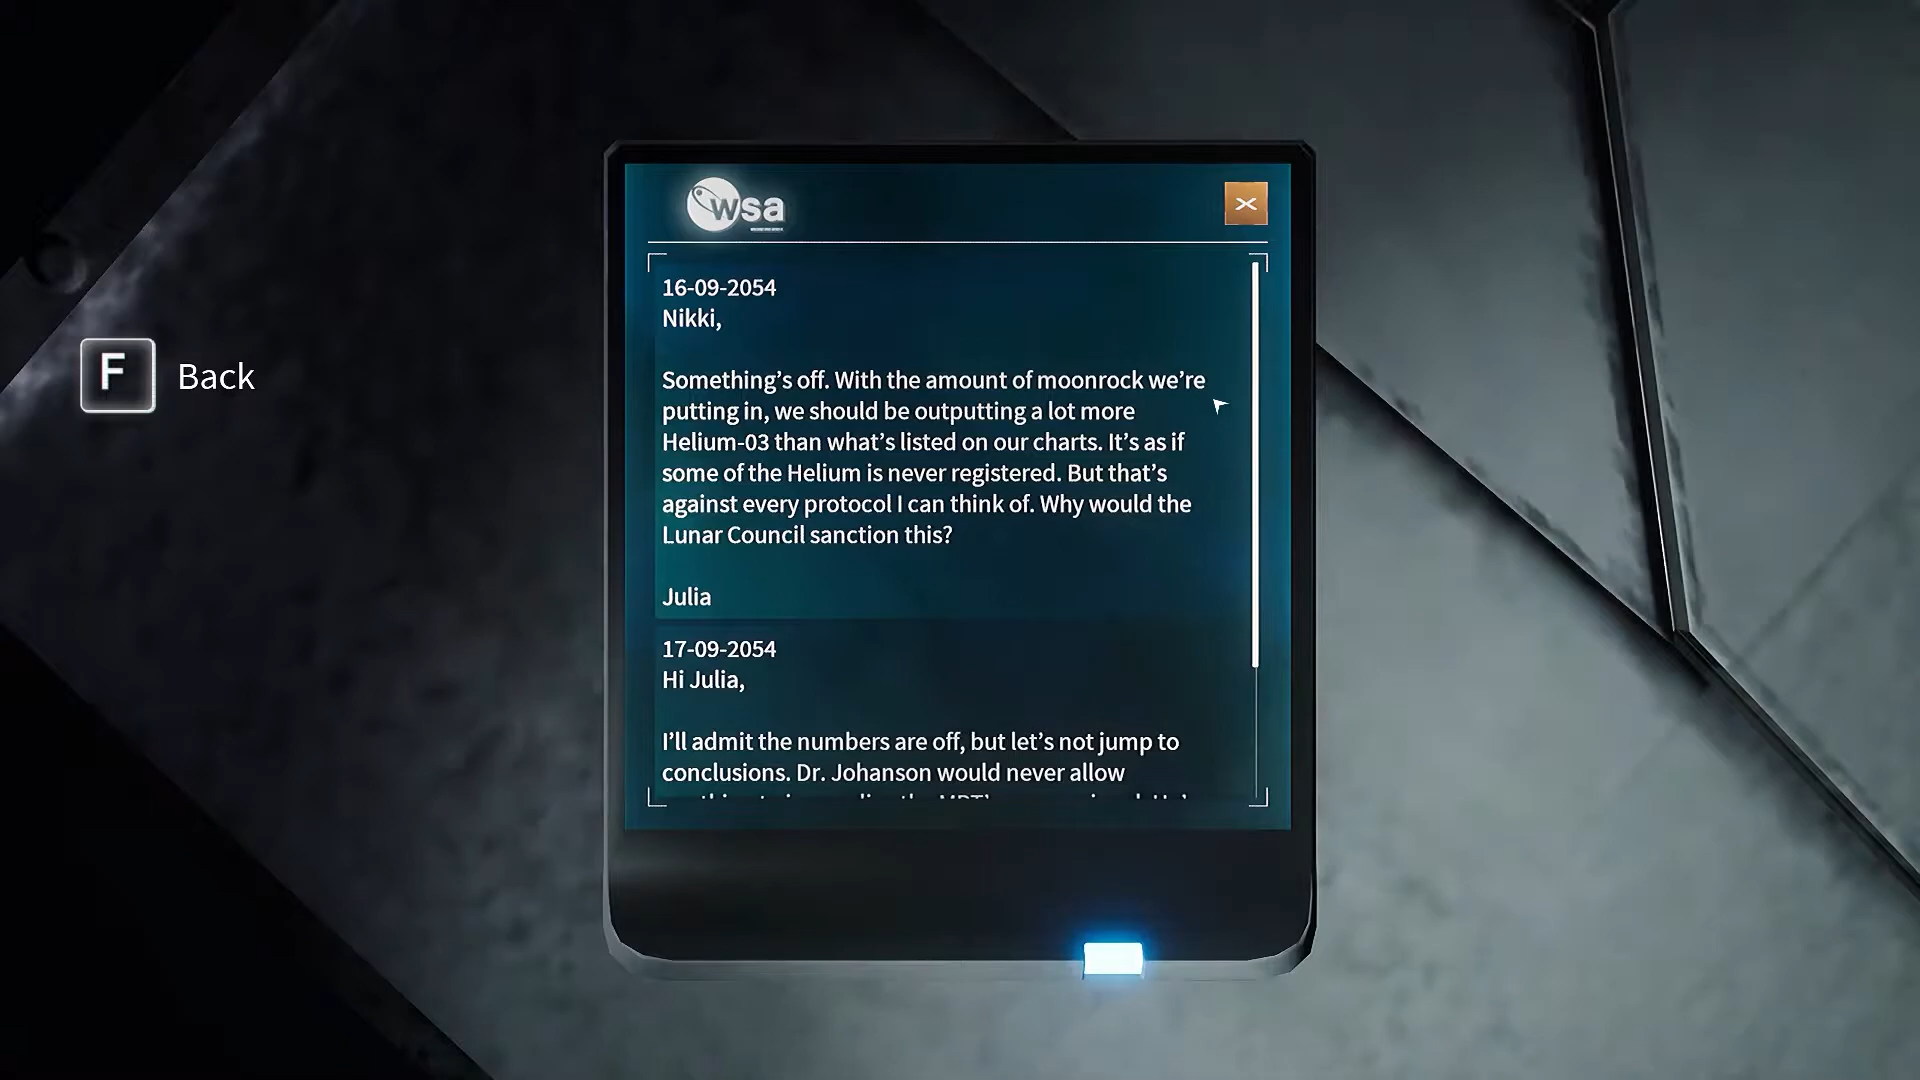 wsa
F Back
16-09-2054
Nikki,
Something’s off. With the amount of moonrock we’re
putting in, we should be outputting a lot more
Helium-03 than what’s listed on our charts. It’s as if
some of the Helium is never registered. But that’s
against every protocol I can think of. Why would the
Lunar Council sanction this?
Julia
17-09-2054
Hi Julia,
I’ll admit the numbers are off, but let’s not jump to
conclusions. Dr. Johanson would never allow